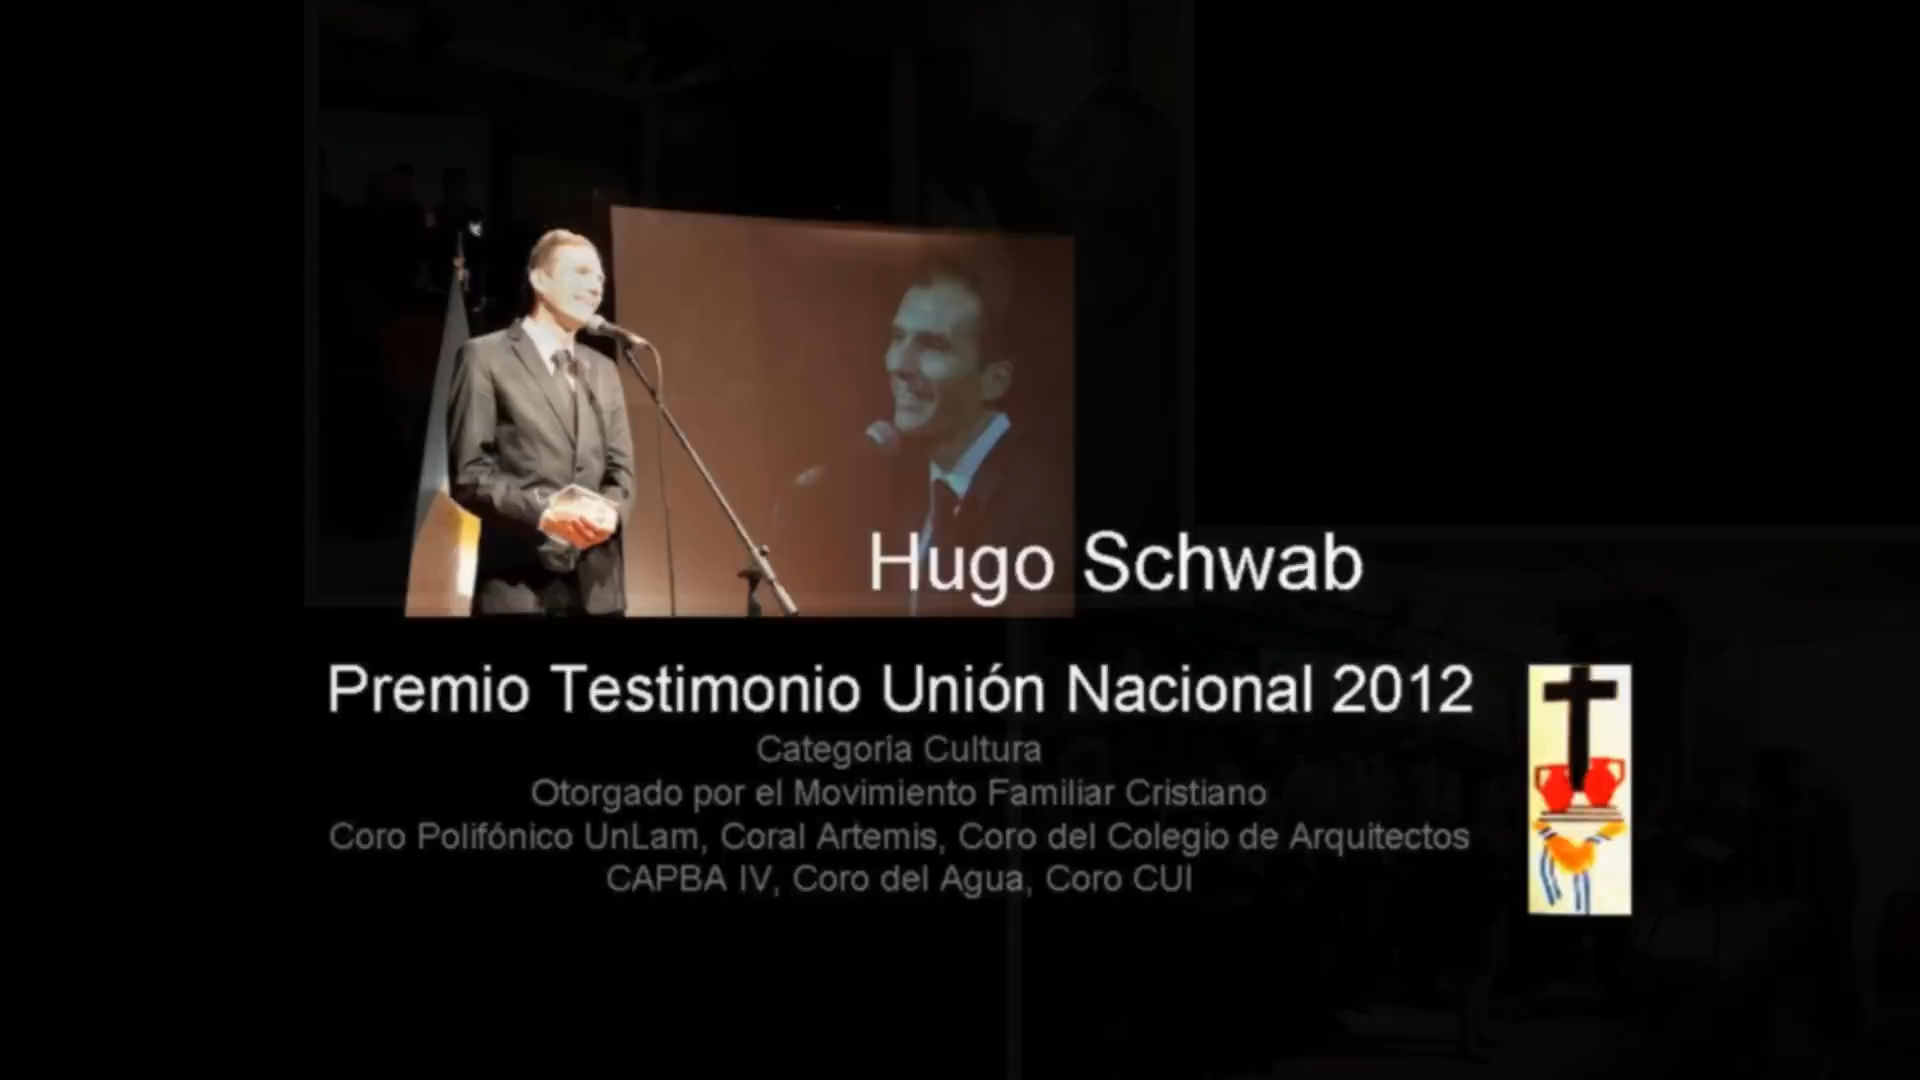 Hugo Schwab
Premio Testimonio Unión Nacional 2012
Categoría Cultura
Otorgado por el Movimiento Familiar Cristiano
Coro Polifónico UnLam, Coral Artemis, Coro del Colegio de Arquitectos
CAPBA IV, Coro del Agua, Coro CUI